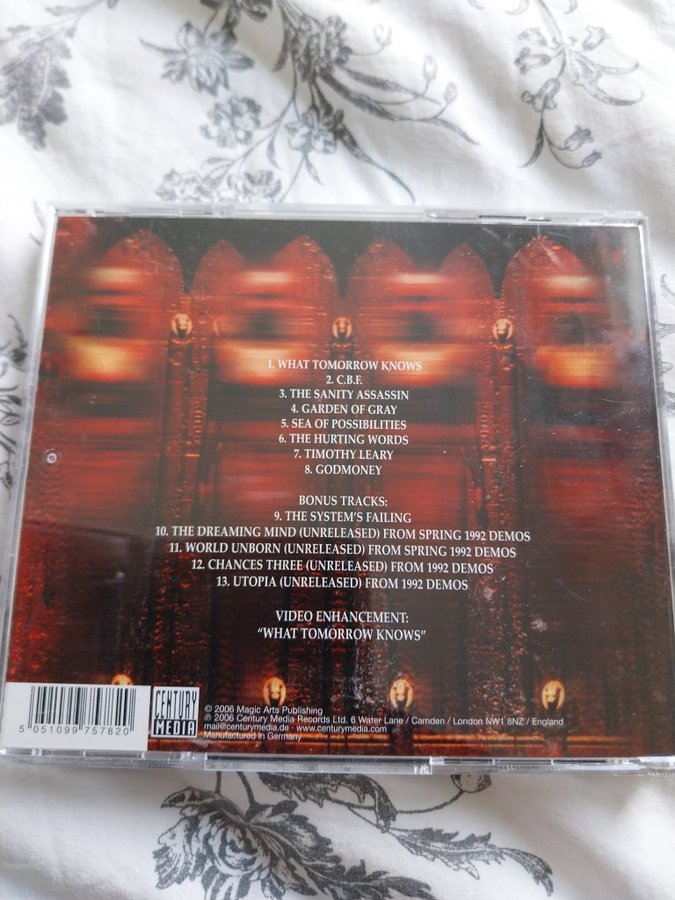 1. WHAT TOMORROW KNOWS
2. C.B.F.
3. THE SANITY ASSASSIN
4. GARDEN OF GRAY
5. SEA OF POSSIBILITIES
6. THE HURTING WORDS
7. TIMOTHY LEARY
8. GODMONEY
BONUS TRACKS:
9. THE SYSTEM'S FAILING
10. THE DREAMING MIND (UNRELEASED) FROM SPRING 1992 DEMOS
11. WORLD UNBORN (UNRELEASED) FROM SPRING 1992 DEMOS
12. CHANCES THREE (UNRELEASED) FROM 1992 DEMOS
13. UTOPIA (UNRELEASED) FROM 1992 DEMOS
VIDEO ENHANCEMENT:
"WHAT TOMORROW KNOWS"
5 051099 757820
CENTURY
MEDIA
© 2006 Magic Arts Publishing
℗ 2006 Century Media Records Ltd. 6 Water Lane / Camden / London NW1 8NZ / England
mail@centurymedia.de · www.centurymedia.com
Manufactured In Germany